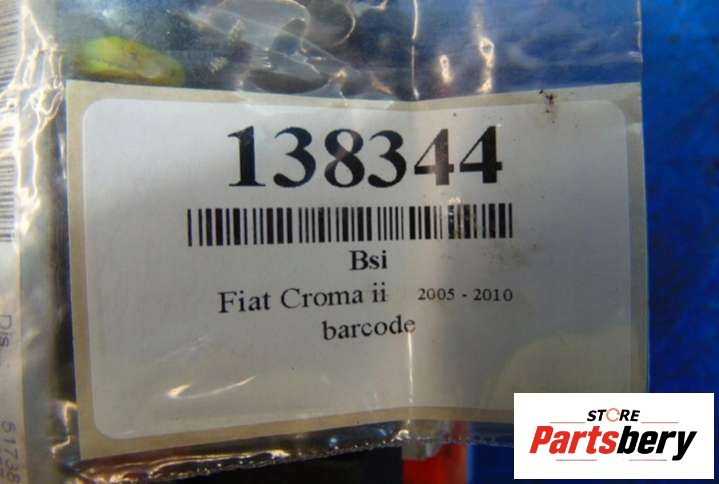 138344
Bsi
Fiat Croma ii 2005 - 2010
barcode
STORE
Partsbery